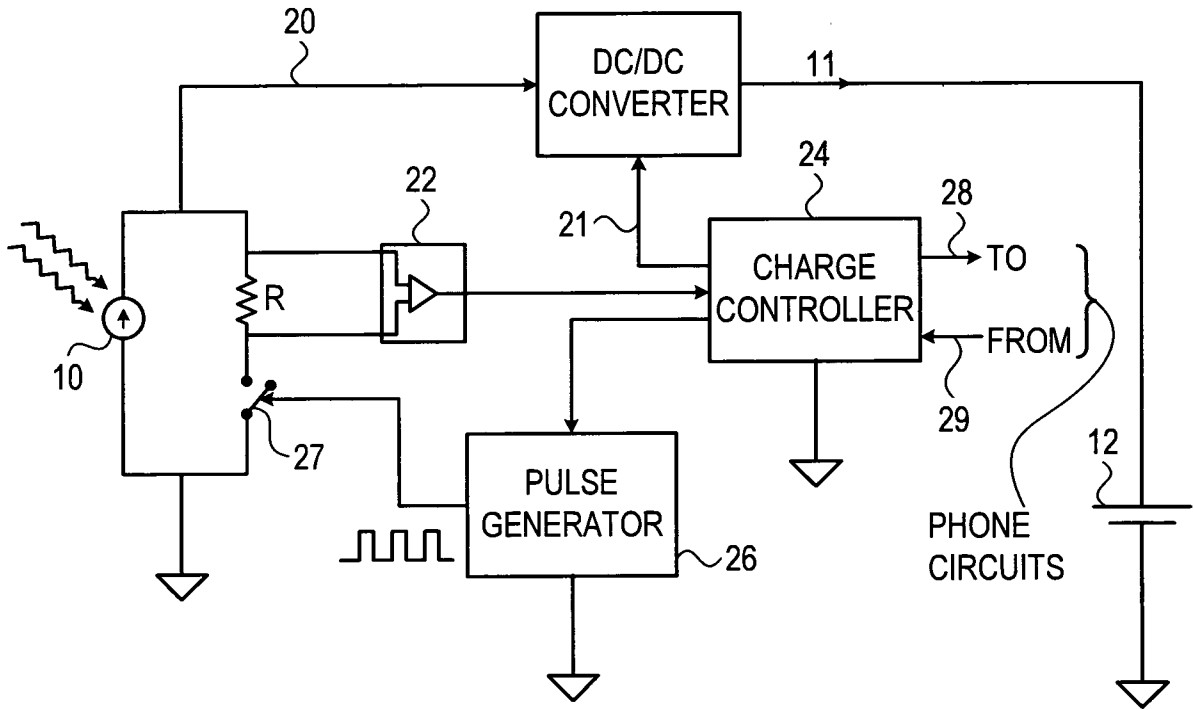 20
DC/DC
CONVERTER
11
22
21
24
28
TO
CHARGE
CONTROLLER
R
FROM
10
29
27
12
PULSE
GENERATOR
26
PHONE
CIRCUITS